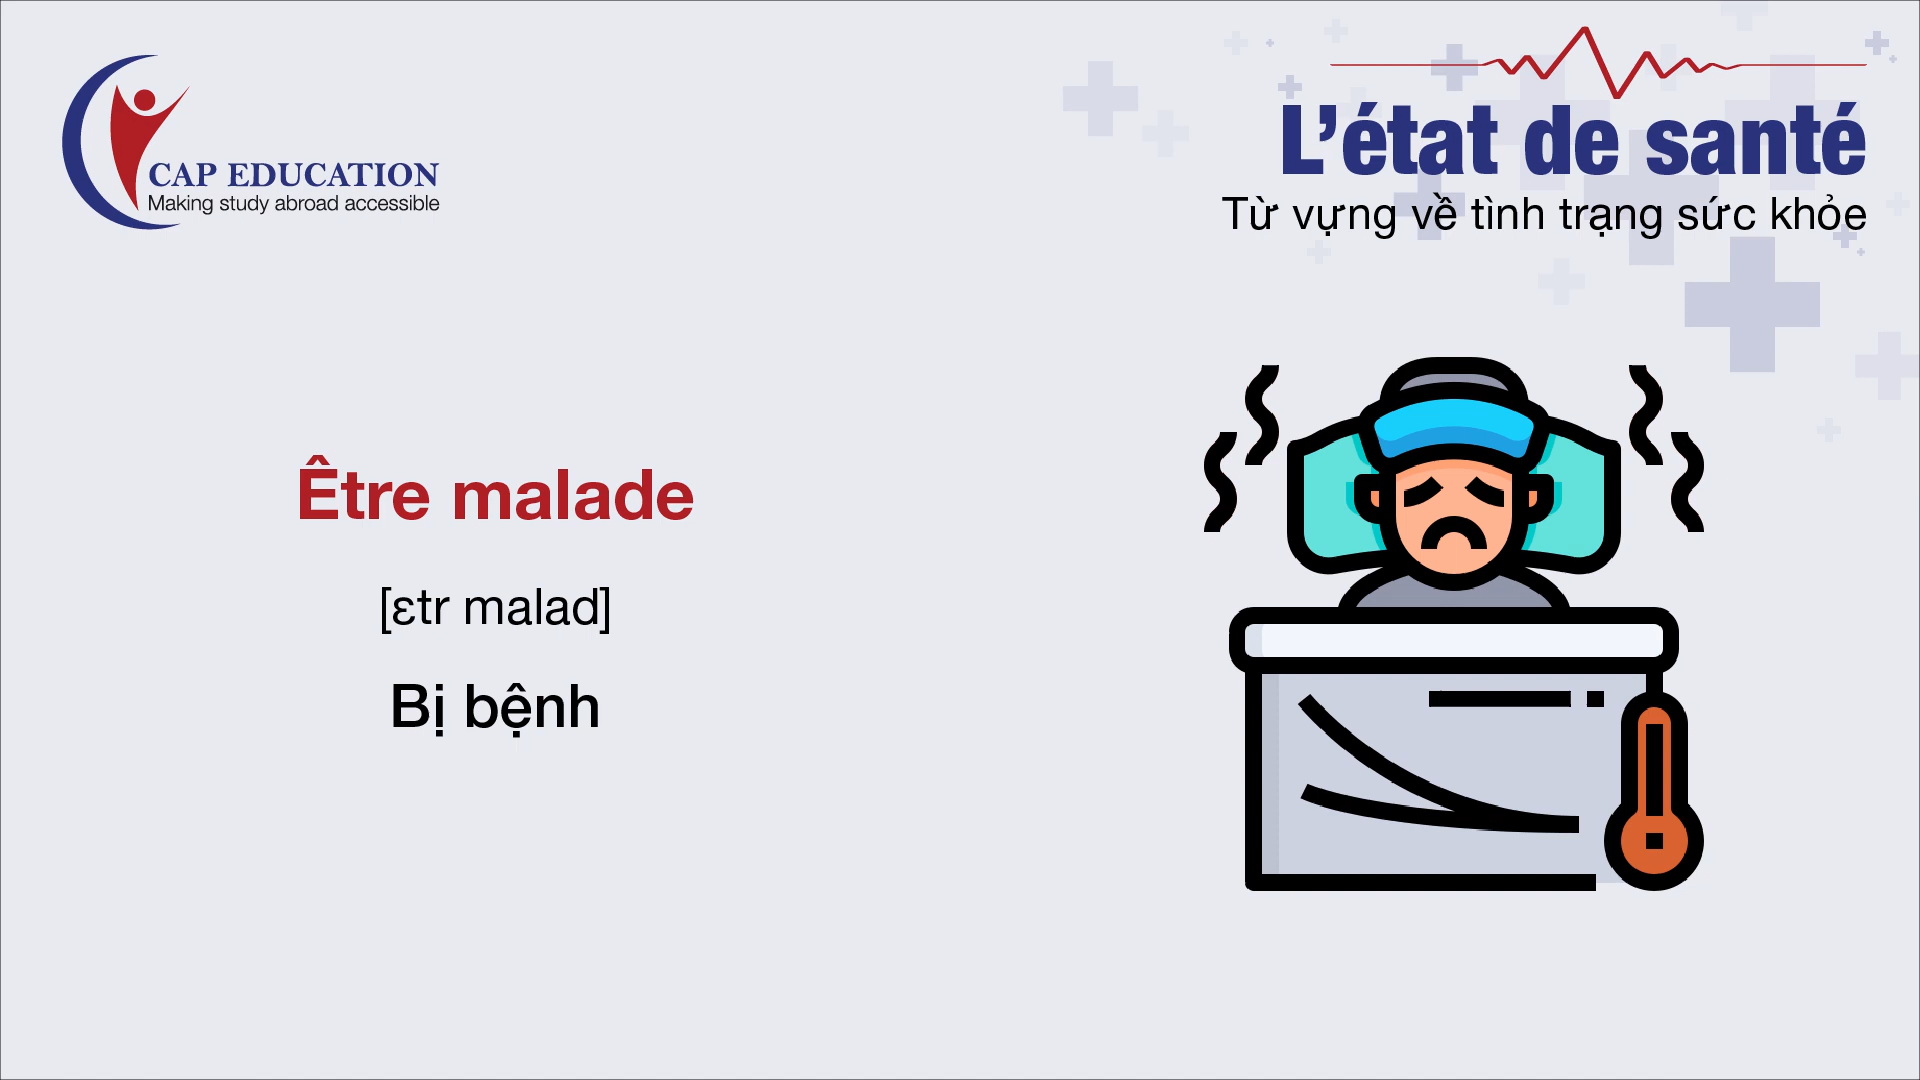 CAP EDUCATION
Making study abroad accessible
L’état de santé
Từ vựng về tình trạng sức khỏe
Être malade
[ɛtr malad]
Bị bệnh